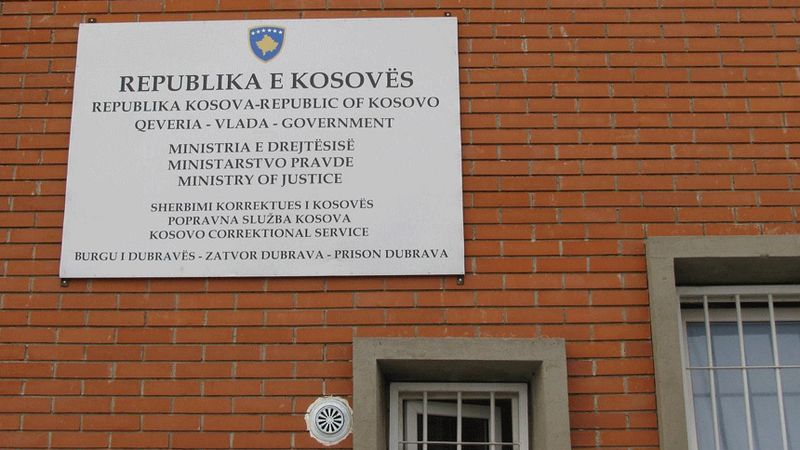 REPUBLIKA E KOSOVËS
REPUBLIKA KOSOVA-REPUBLIC OF KOSOVO
QEVERIA - VLADA - GOVERNMENT
MINISTRIA E DREJTËSISË
MINISTARSTVO PRAVDE
MINISTRY OF JUSTICE
SHERBIMI KORREKTUES I KOSOVËS
POPRAVNA SLUŽBA KOSOVA
KOSOVO CORREKTIONAL SERVICE
BURGU I DUBRAVËS - ZATVOR DUBRAVA - PRISON DUBRAVA